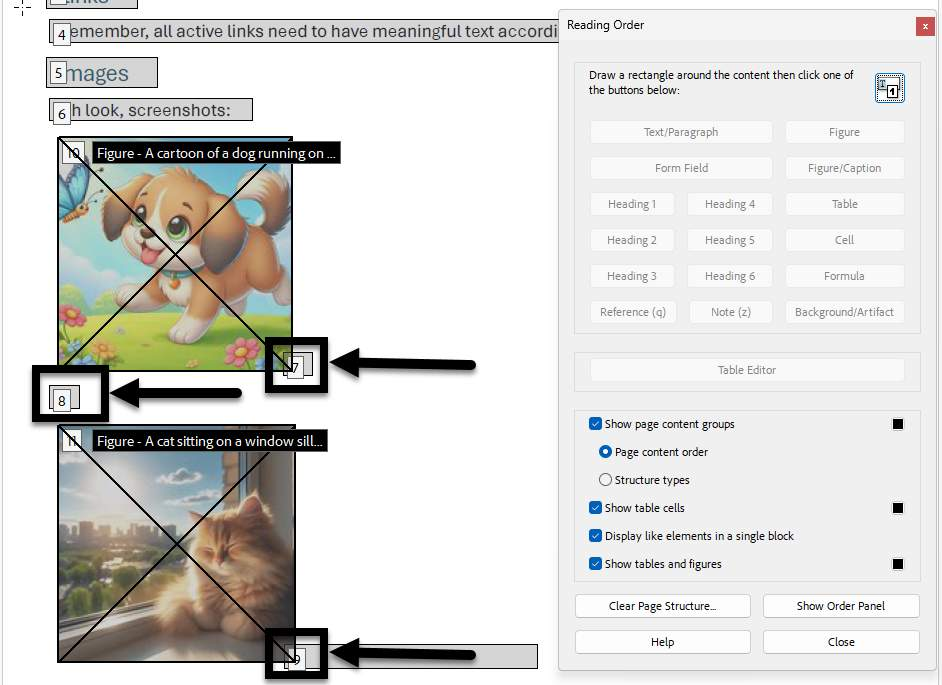 4
emember, all active links need to have meaningful text accordi
5
mages
6
h look, screenshots:
10
Figure - A cartoon of a dog running on ...
7
8
11
Figure - A cat sitting on a window sill...
9
Reading Order
x
Draw a rectangle around the content then click one of
the buttons below:
1
Text/Paragraph
Figure
Form Field
Figure/Caption
Heading 1
Heading 4
Table
Heading 2
Heading 5
Cell
Heading 3
Heading 6
Formula
Reference (q)
Note (z)
Background/Artifact
Table Editor
Show page content groups
Page content order
Structure types
Show table cells
Display like elements in a single block
Show tables and figures
Clear Page Structure...
Show Order Panel
Help
Close